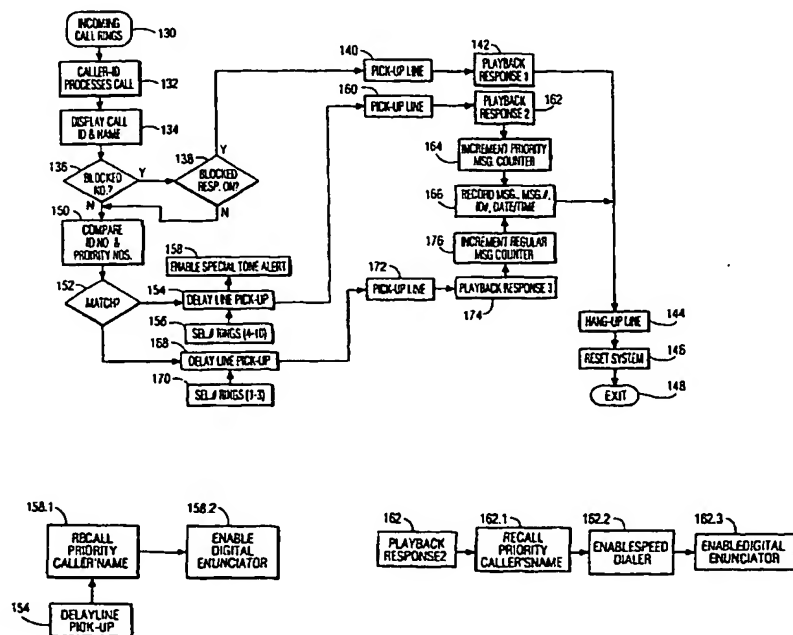 INCOMING
CALL RINGS
130
CALLER-ID
PROCESSES CALL
132
DISPLAY CALL
ID & NAME
134
136
BLOCKED
NO.?
Y
N
138
BLOCKED
RESP. ON?
Y
N
150
COMPARE
ID NO. &
PRIORITY NOS.
152
MATCH?
158
ENABLE SPECIAL TONE ALERT
154
DELAY LINE PICK-UP
156
SEL.# RINGS (4-10)
168
DELAY LINE PICK-UP
170
SEL.# RINGS (1-3)
140
PICK-UP LINE
142
PLAYBACK
RESPONSE 1
160
PICK-UP LINE
PLAYBACK
RESPONSE 2
162
164
INCREMENT PRIORITY
MSG. COUNTER
166
RECORD MSG., MSG.#,
ID#, DATE/TIME
176
INCREMENT REGULAR
MSG COUNTER
172
PICK-UP LINE
PLAYBACK RESPONSE 3
174
HANG-UP LINE
144
RESET SYSTEM
146
EXIT
148
158.1
RECALL
PRIORITY
CALLER'NAME
158.2
ENABLE
DIGITAL
ENUNCIATOR
154
DELAYLINE
PICK-UP
162
PLAYBACK
RESPONSE2
162.1
RECALL
PRIORITY
CALLER'SNAME
162.2
ENABLESPEED
DIALER
162.3
ENABLEDIGITAL
ENUNCIATOR